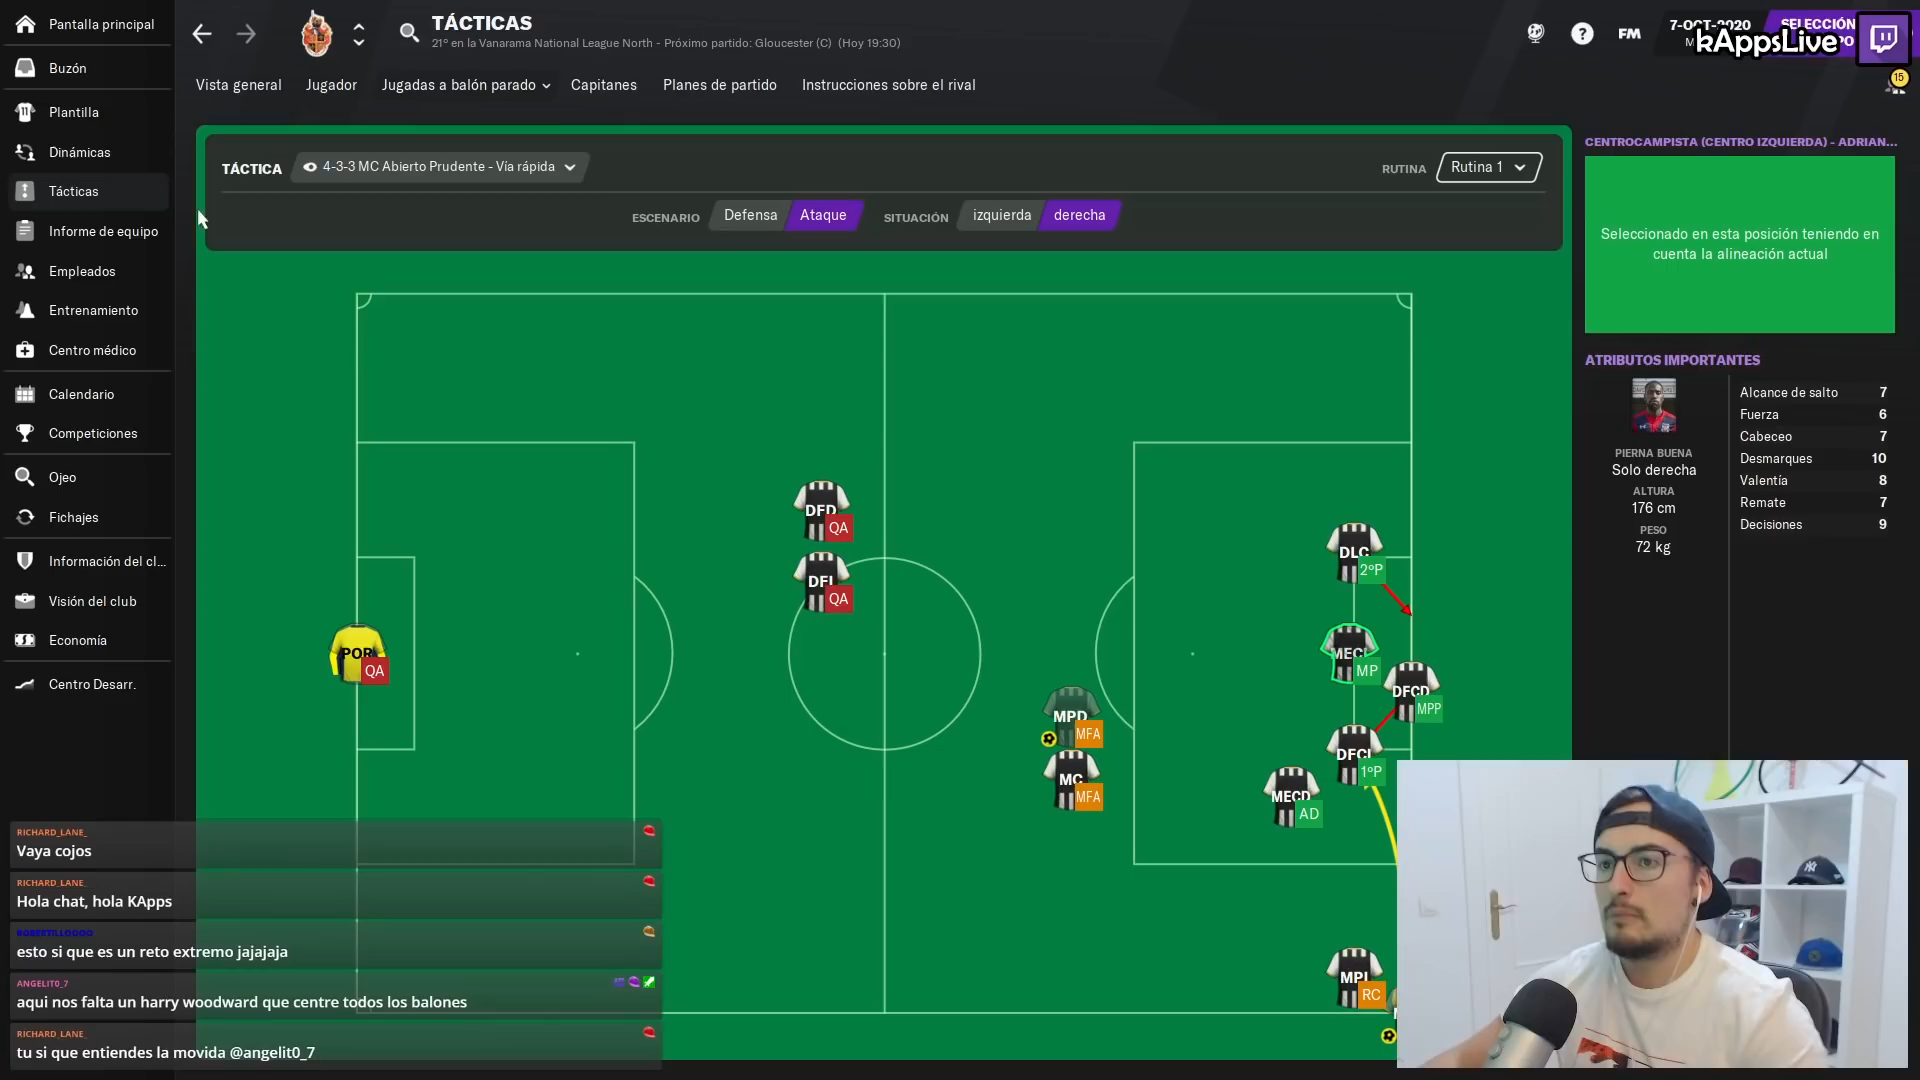 Pantalla principal
Buzón
Plantilla
Dinámicas
Tácticas
Informe de equipo
Empleados
Entrenamiento
Centro médico
Calendario
Competiciones
Ojeo
Fichajes
Información del cl...
Visión del club
Economía
Centro Desarr.
TÁCTICAS
21º en la Vanarama National League North - Próximo partido: Gloucester (C) (Hoy 19:30)
FM
7-OCT-2020
SELECCIÓN
kAppsLive
15
Vista general
Jugador
Jugadas a balón parado
Capitanes
Planes de partido
Instrucciones sobre el rival
TÁCTICA
4-3-3 MC Abierto Prudente - Vía rápida
RUTINA
Rutina 1
ESCENARIO
Defensa
Ataque
SITUACIÓN
izquierda
derecha
DFD
QA
DFI
QA
POR
QA
DLC
2ºP
MP
DFCD
MPP
MPD
MFA
MC
MFA
1ºP
MECD
AD
RC
CENTROCAMPISTA (CENTRO IZQUIERDA) - ADRIAN...
Seleccionado en esta posición teniendo en
cuenta la alineación actual
ATRIBUTOS IMPORTANTES
PIERNA BUENA
Solo derecha
ALTURA
176 cm
PESO
72 kg
Alcance de salto 7
Fuerza 6
Cabeceo 7
Desmarques 10
Valentía 8
Remate 7
Decisiones 9
RICHARD_LANE_
Vaya cojos
RICHARD_LANE_
Hola chat, hola KApps
esto si que es un reto extremo jajajaja
ANGELIT0_7
aqui nos falta un harry woodward que centre todos los balones
RICHARD_LANE_
tu si que entiendes la movida @angelit0_7